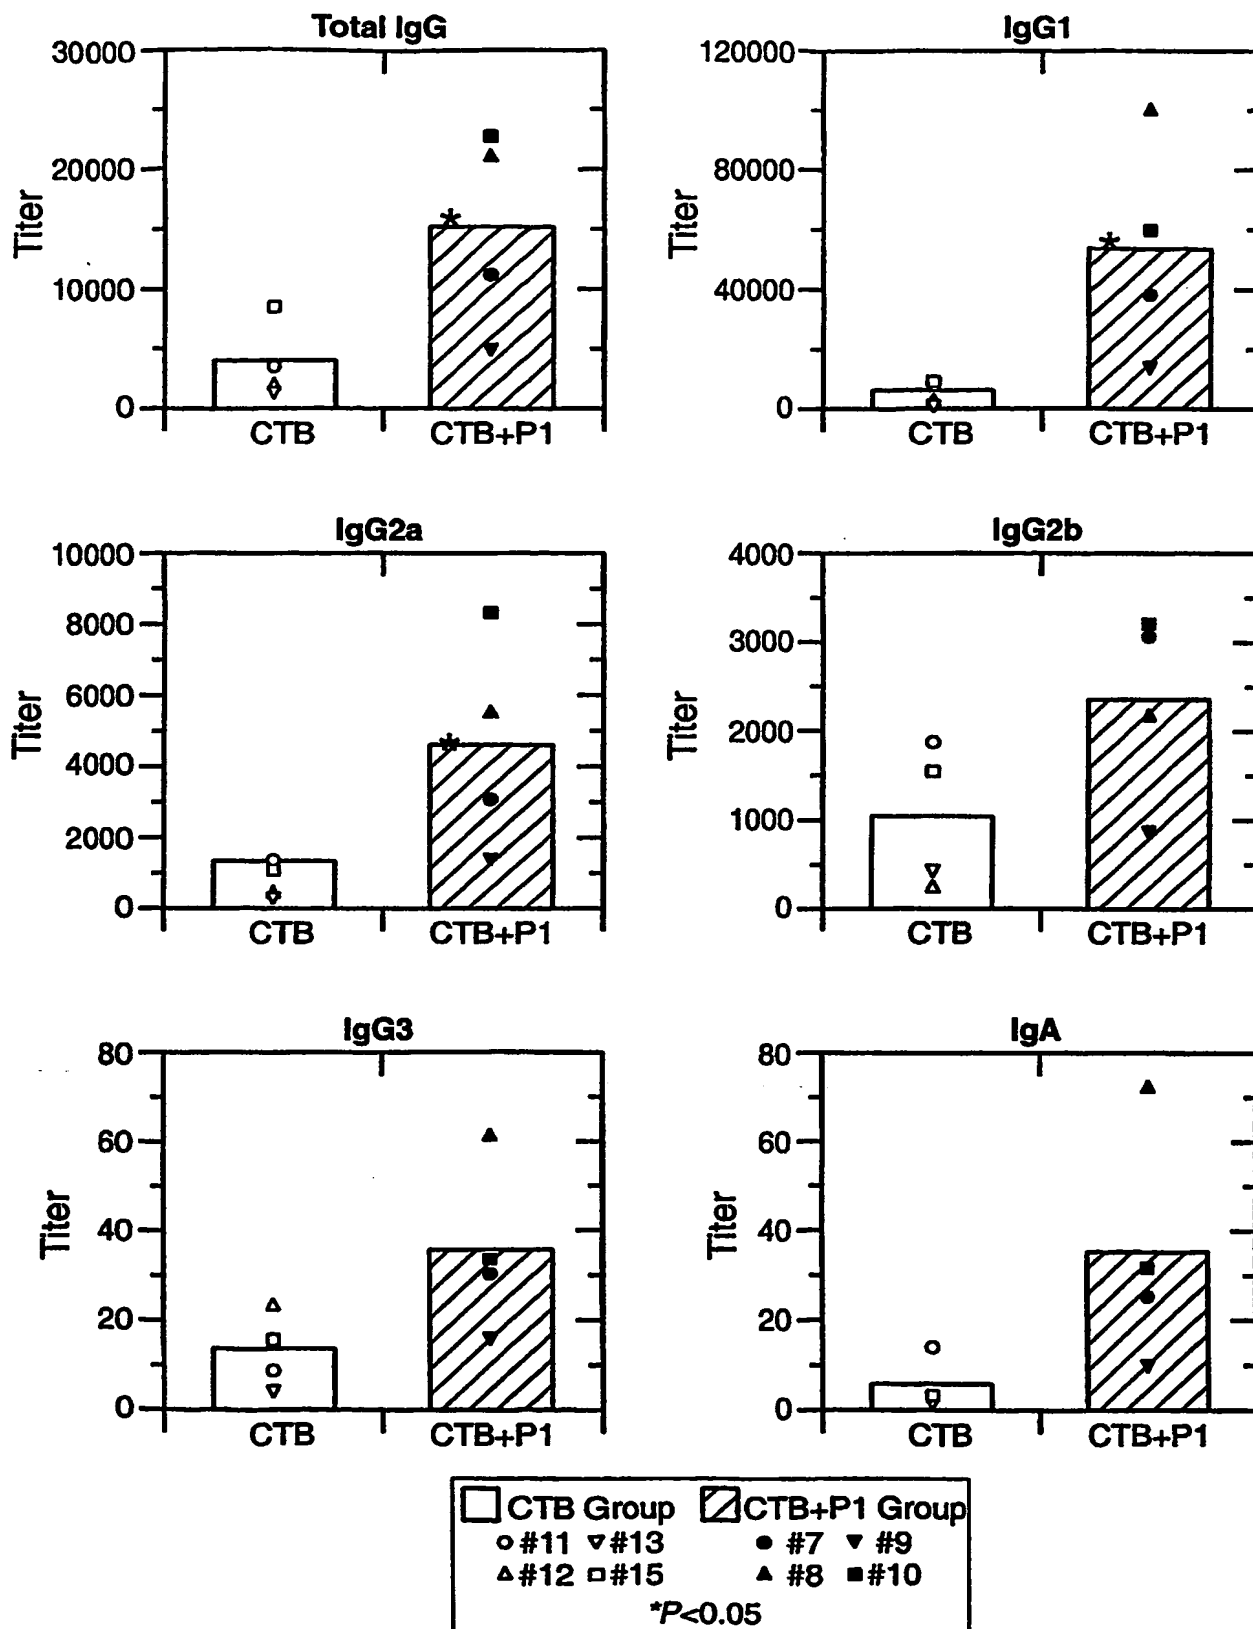 Total IgG
30000
20000
10000
0
Titer
CTB
CTB+P1
IgG1
120000
80000
40000
0
Titer
CTB
CTB+P1
IgG2a
10000
8000
6000
4000
2000
0
Titer
CTB
CTB+P1
IgG2b
4000
3000
2000
1000
0
Titer
CTB
CTB+P1
IgG3
80
60
40
20
0
Titer
CTB
CTB+P1
IgA
80
60
40
20
0
Titer
CTB
CTB+P1
CTB Group CTB+P1 Group
#11 #13 #7 #9
#12 #15 #8 #10
*P<0.05